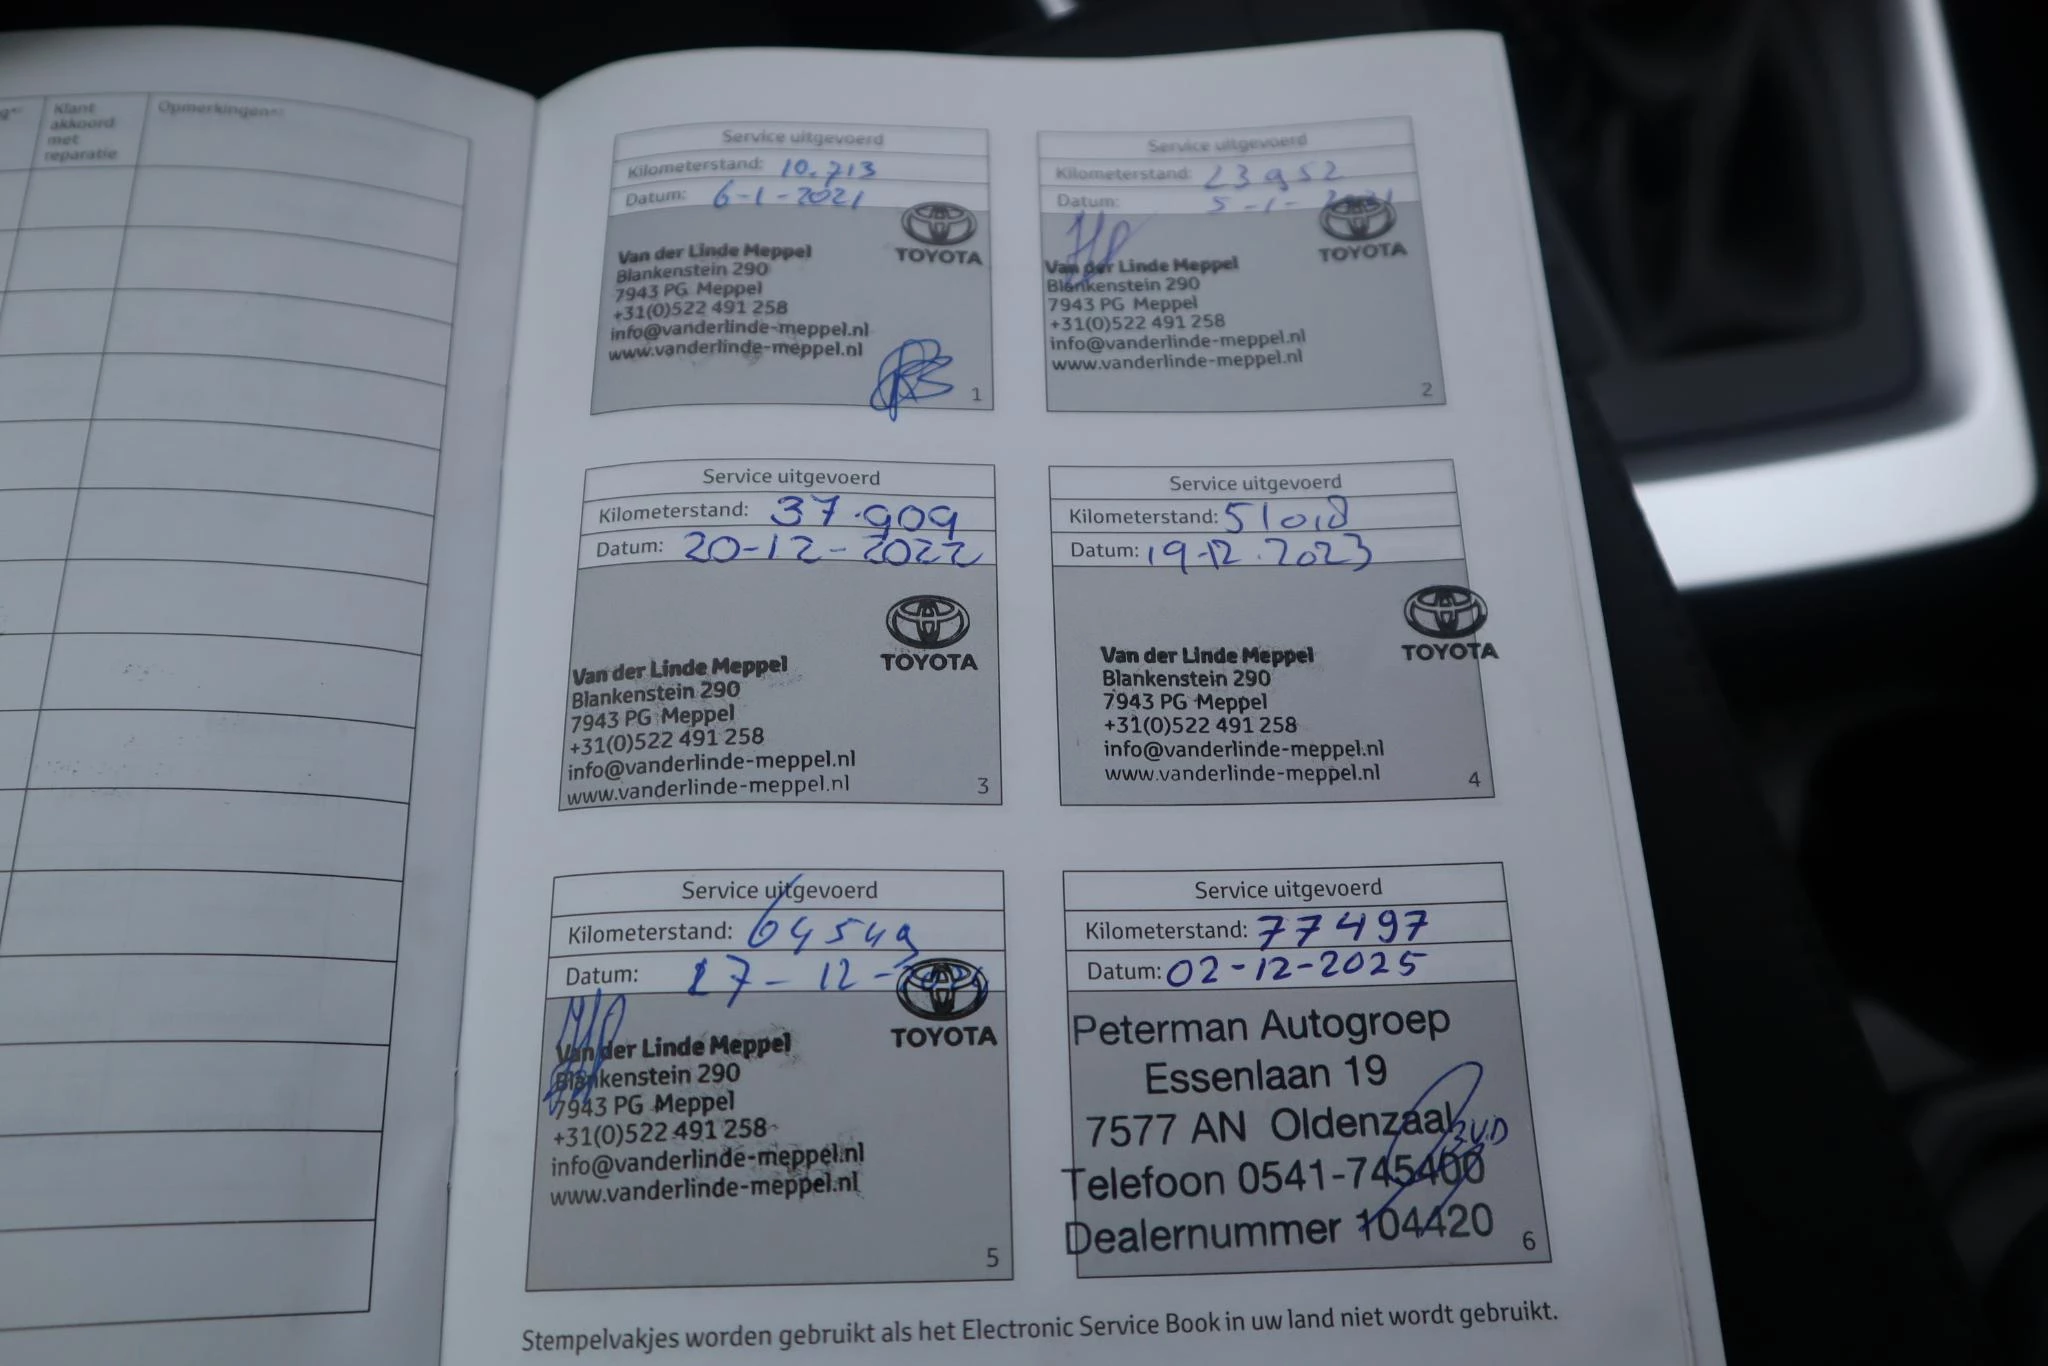 Klant
akkoord
met
reparatie
Opmerkingen
Service uitgevoerd
Kilometerstand: 10.713
Datum: 6-1-2021
TOYOTA
Van der Linde Meppel
Blankenstein 290
7943 PG Meppel
+31(0)522 491 258
info@vanderlinde-meppel.nl
www.vanderlinde-meppel.nl
1
Service uitgevoerd
Kilometerstand: 23952
Datum: 5-1-
TOYOTA
Van der Linde Meppel
Blankenstein 290
7943 PG Meppel
+31(0)522 491 258
info@vanderlinde-meppel.nl
www.vanderlinde-meppel.nl
2
Service uitgevoerd
Kilometerstand: 37.909
Datum: 20-12-2022
TOYOTA
Van der Linde Meppel
Blankenstein 290
7943 PG Meppel
+31(0)522 491 258
info@vanderlinde-meppel.nl
www.vanderlinde-meppel.nl
3
Service uitgevoerd
Kilometerstand: 51018
Datum: 19-12.2023
TOYOTA
Van der Linde Meppel
Blankenstein 290
7943 PG Meppel
+31(0)522 491 258
info@vanderlinde-meppel.nl
www.vanderlinde-meppel.nl
4
Service uitgevoerd
Kilometerstand: 64549
Datum: 17-12-
TOYOTA
Van der Linde Meppel
Blankenstein 290
7943 PG Meppel
+31(0)522 491 258
info@vanderlinde-meppel.nl
www.vanderlinde-meppel.nl
5
Service uitgevoerd
Kilometerstand: 77497
Datum: 02-12-2025
Peterman Autogroep
Essenlaan 19
7577 AN Oldenzaal
Telefoon 0541-745400
Dealernummer 104420
6
Stempelvakjes worden gebruikt als het Electronic Service Book in uw land niet wordt gebruikt.